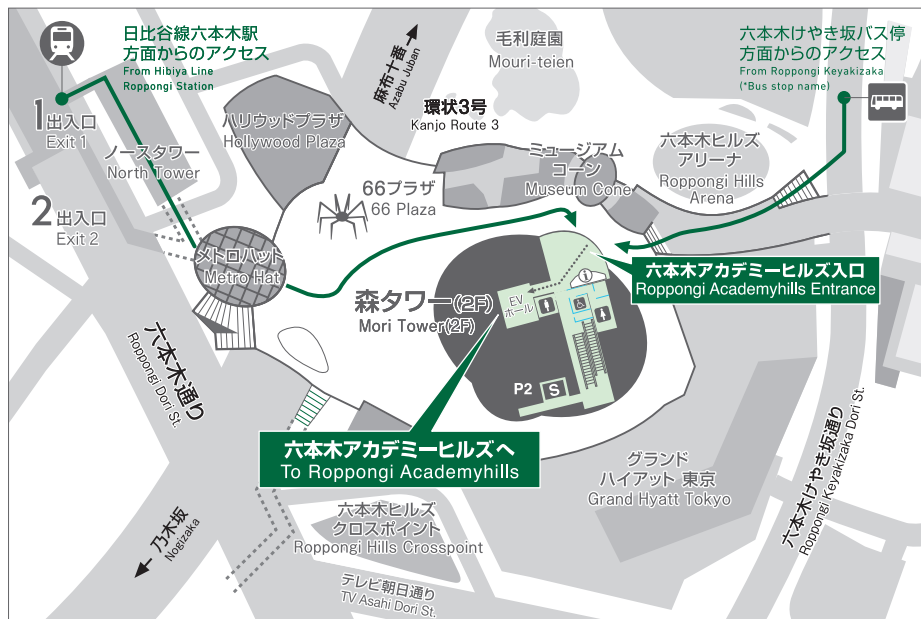 日比谷線六本木駅
方面からのアクセス
From Hibiya Line
Roppongi Station
1出入口
Exit 1
ノースタワー
North Tower
2出入口
Exit 2
ハリウッドプラザ
Hollywood Plaza
麻布十番
Azabu Juban
環状3号
Kanjo Route 3
毛利庭園
Mouri-teien
六本木けやき坂バス停
方面からのアクセス
From Roppongi Keyakizaka
(*Bus stop name)
ミュージアム
コーン
Museum Cone
六本木ヒルズ
アリーナ
Roppongi Hills
Arena
66プラザ
66 Plaza
メトロハット
Metro Hat
森タワー(2F)
Mori Tower(2F)
六本木アカデミーヒルズ入口
Roppongi Academyhills Entrance
i
EV
ホール
P2
S
六本木通り
Roppongi Dori St.
六本木アカデミーヒルズへ
To Roppongi Academyhills
グランド
ハイアット 東京
Grand Hyatt Tokyo
六本木けやき坂通り
Roppongi Keyakizaka Dori St.
乃木坂
Nogizaka
六本木ヒルズ
クロスポイント
Roppongi Hills Crosspoint
テレビ朝日通り
TV Asahi Dori St.